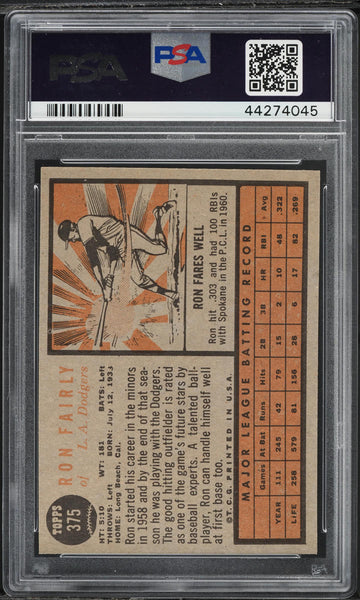 PSA
PSA
44274045
TOPPS
375
RON FAIRLY
of L. A. Dodgers
HT: 5:10 WT: 181 BATS: Left
THROWS: Left BORN: July 12, 1938
HOME: Long Beach, Cal.
Ron started his career in the minors
in 1958 and by the end of that sea-
son he was playing with the Dodgers.
The good hitting outfielder is rated
as one of the game's future stars by
baseball experts. A talented ball-
player, Ron can handle himself well
at first base too.
© T.C.G. PRINTED IN U.S.A.
RON FARES WELL
Ron hit .303 and had 100 RBIs
with Spokane in the P.C.L. in 1960.
MAJOR LEAGUE BATTING RECORD
Games At Bat Runs Hits 2B 3B HR RBI Avg.
YEAR 111 245 42 79 15 2 10 48 .322
LIFE 258 579 81 156 28 6 17 82 .269